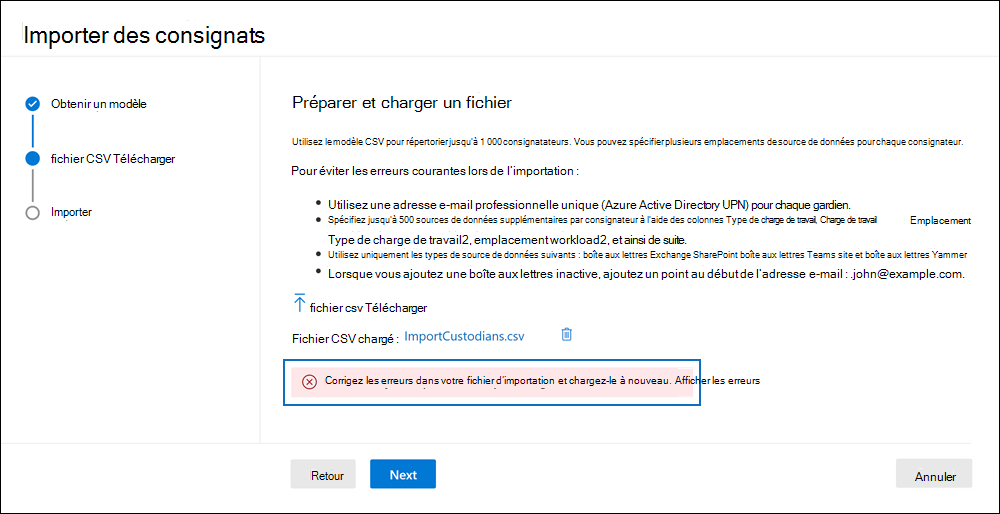 Importer des consignats
Obtenir un modèle
fichier CSV Télécharger
Importer
Préparer et charger un fichier
Utilisez le modèle CSV pour répertorier jusqu'à 1 000 consignatateurs. Vous pouvez spécifier plusieurs emplacements de source de données pour chaque consignateur.
Pour éviter les erreurs courantes lors de l'importation :
• Utilisez une adresse e-mail professionnelle unique (Azure Active Directory UPN) pour chaque gardien.
• Spécifiez jusqu'à 500 sources de données supplémentaires par consignateur à l'aide des colonnes Type de charge de travail, Charge de travail Emplacement
Type de charge de travail2, emplacement workload2, et ainsi de suite.
• Utilisez uniquement les types de source de données suivants : boîte aux lettres Exchange SharePoint boîte aux lettres Teams site et boîte aux lettres Yammer
• Lorsque vous ajoutez une boîte aux lettres inactive, ajoutez un point au début de l'adresse e-mail : .john@example.com.
fichier csv Télécharger
Fichier CSV chargé : ImportCustodians.csv
Corrigez les erreurs dans votre fichier d'importation et chargez-le à nouveau. Afficher les erreurs
Retour
Next
Annuler